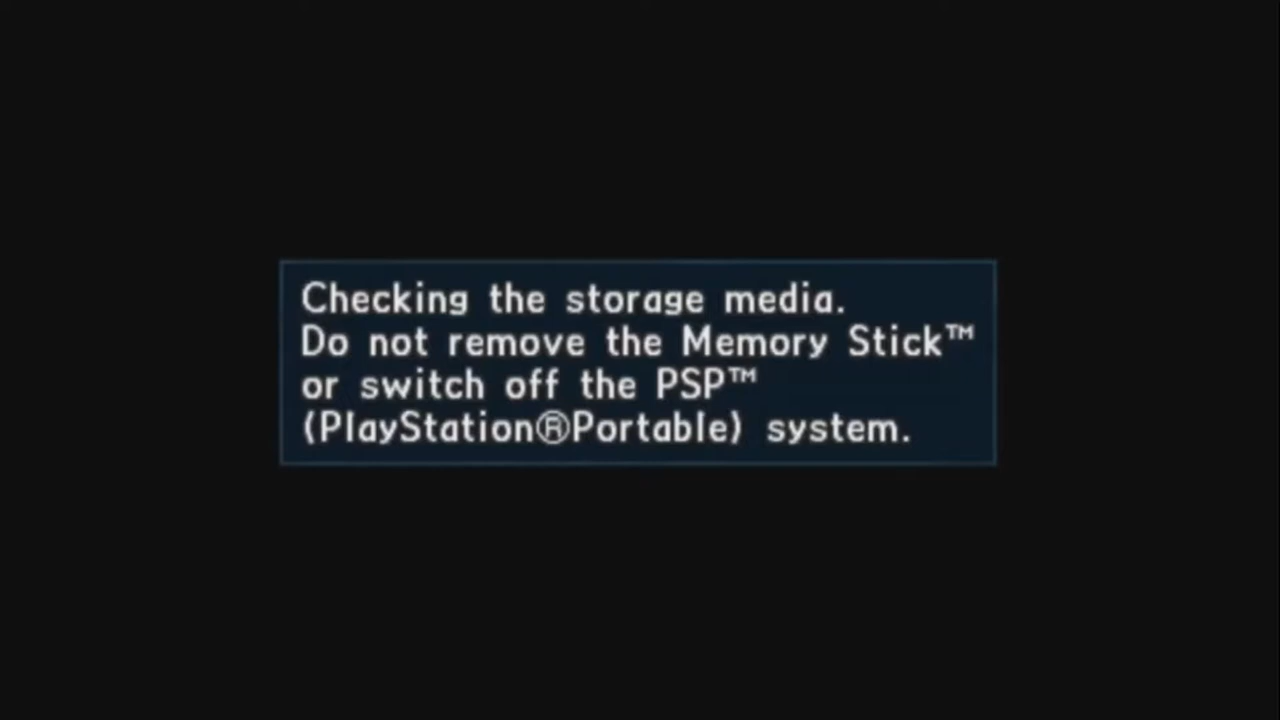 Checking the storage media.
Do not remove the Memory Stick™
or switch off the PSP™
(PlayStation®Portable) system.